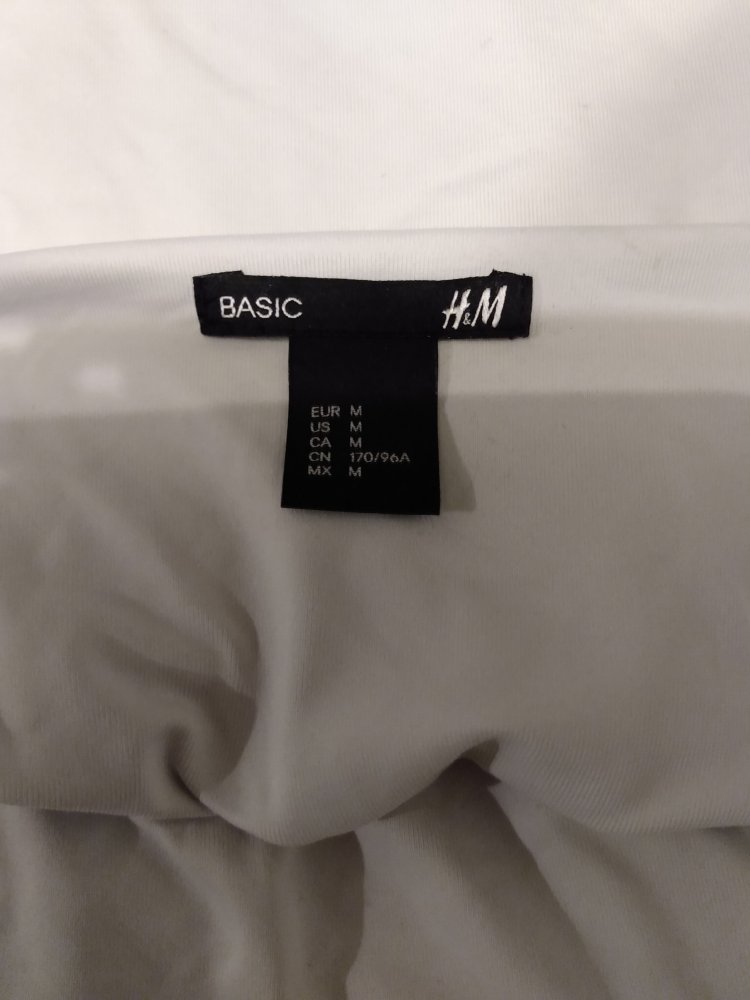 BASIC H&M
EUR M
US M
CA M
CN 170/96A
MX M